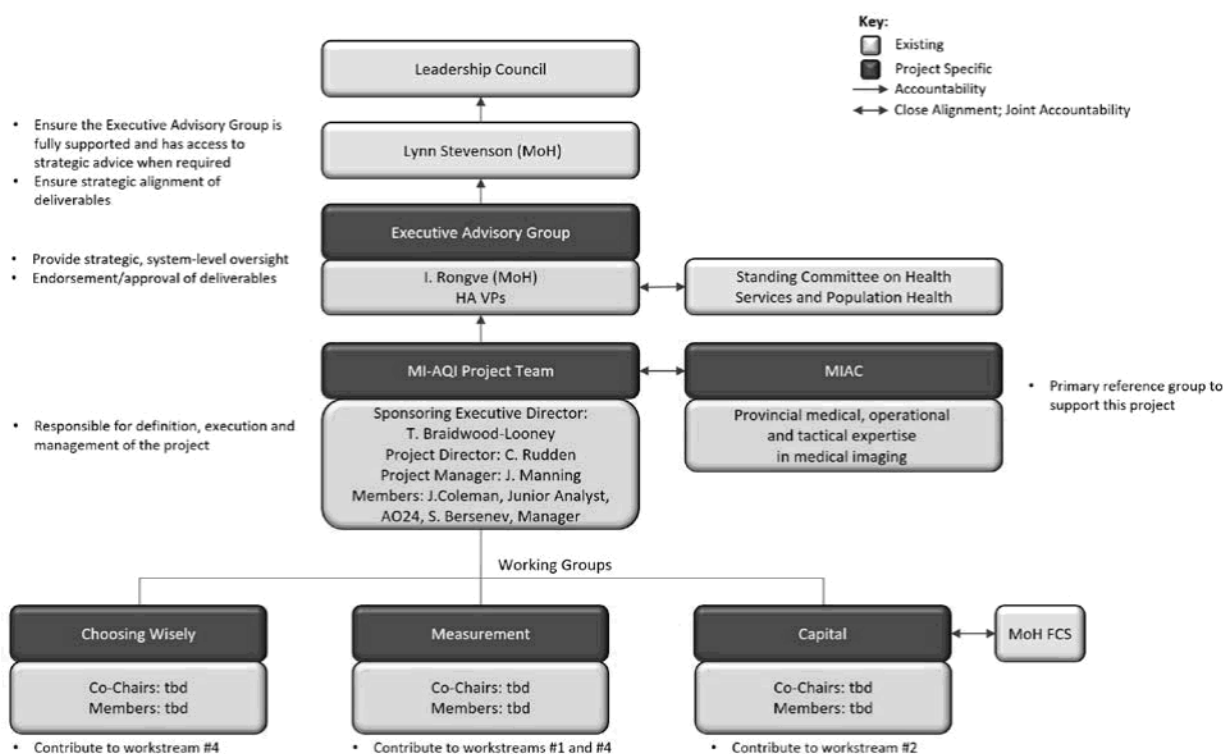 Key:
Existing
Project Specific
Accountability
Close Alignment; Joint Accountability
Leadership Council
• Ensure the Executive Advisory Group is
fully supported and has access to
strategic advice when required
• Ensure strategic alignment of
deliverables
Lynn Stevenson (MoH)
Executive Advisory Group
• Provide strategic, system-level oversight
• Endorsement/approval of deliverables
I. Rongve (MoH)
HA VPs
Standing Committee on Health
Services and Population Health
MI-AQI Project Team
MIAC
• Responsible for definition, execution and
management of the project
Sponsoring Executive Director:
T. Braidwood-Looney
Project Director: C. Rudden
Project Manager: J. Manning
Members: J.Coleman, Junior Analyst,
AO24, S. Bersenev, Manager
Provincial medical, operational
and tactical expertise
in medical imaging
• Primary reference group to
support this project
Working Groups
Choosing Wisely
Co-Chairs: tbd
Members: tbd
• Contribute to workstream #4
Measurement
Co-Chairs: tbd
Members: tbd
• Contribute to workstreams #1 and #4
Capital
Co-Chairs: tbd
Members: tbd
• Contribute to workstream #2
MoH FCS